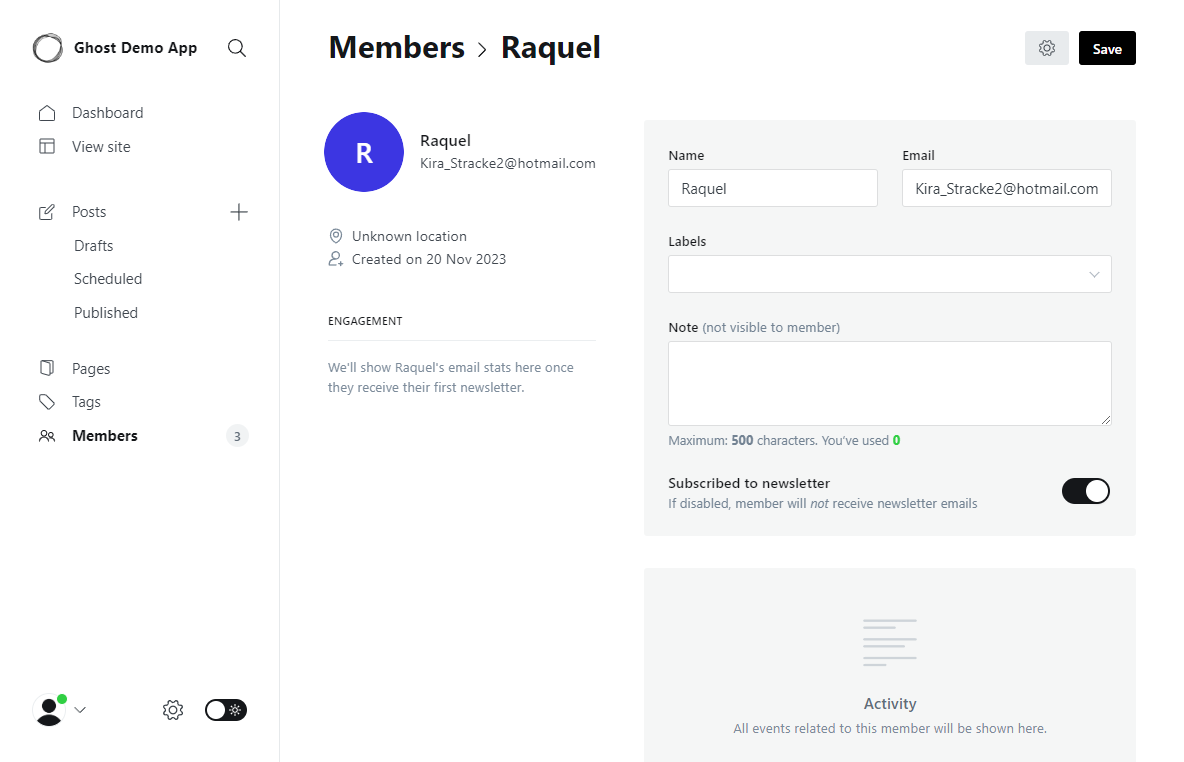 Ghost Demo App
Dashboard
View site
Posts
Drafts
Scheduled
Published
Pages
Tags
Members
3
Members > Raquel
Save
R
Raquel
Kira_Stracke2@hotmail.com
Unknown location
Created on 20 Nov 2023
ENGAGEMENT
We'll show Raquel's email stats here once
they receive their first newsletter.
Name
Raquel
Email
Kira_Stracke2@hotmail.com
Labels
Note (not visible to member)
Maximum: 500 characters. You've used 0
Subscribed to newsletter
If disabled, member will not receive newsletter emails
Activity
All events related to this member will be shown here.